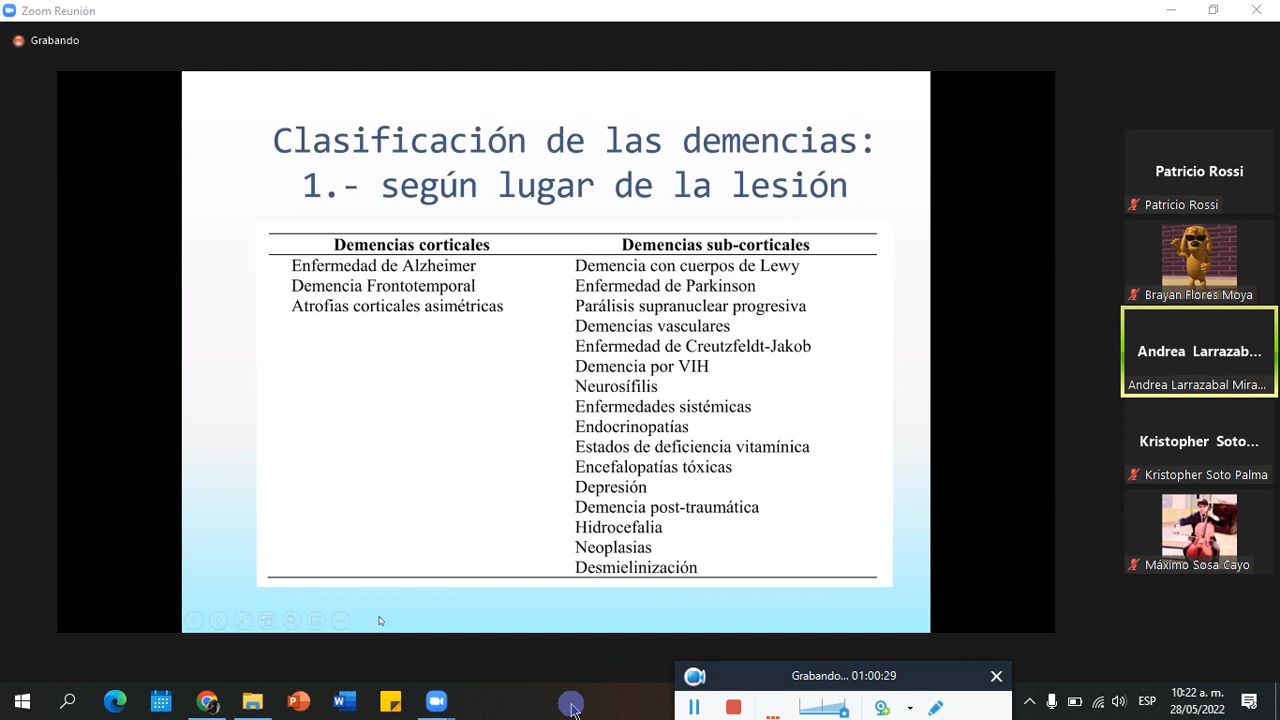 Zoom Reunión
Grabando
Clasificación de las demencias:
1.- según lugar de la lesión
Demencias corticales
Demencias sub-corticales
Enfermedad de Alzheimer
Demencia con cuerpos de Lewy
Demencia Frontotemporal
Enfermedad de Parkinson
Atrofias corticales asimétricas
Parálisis supranuclear progresiva
Demencias vasculares
Enfermedad de Creutzfeldt-Jakob
Demencia por VIH
Neurosífilis
Enfermedades sistémicas
Endocrinopatías
Estados de deficiencia vitamínica
Encefalopatías tóxicas
Depresión
Demencia post-traumática
Hidrocefalia
Neoplasias
Desmielinización
Patricio Rossi
Patricio Rossi
Brayan Flores Moya
Andrea Larrazab...
Andrea Larrazabal Mira...
Kristopher Soto...
Kristopher Soto Palma
Máximo Sosa Cayo
Grabando... 01:00:29
ESP
10:22 a. m.
28/05/2022